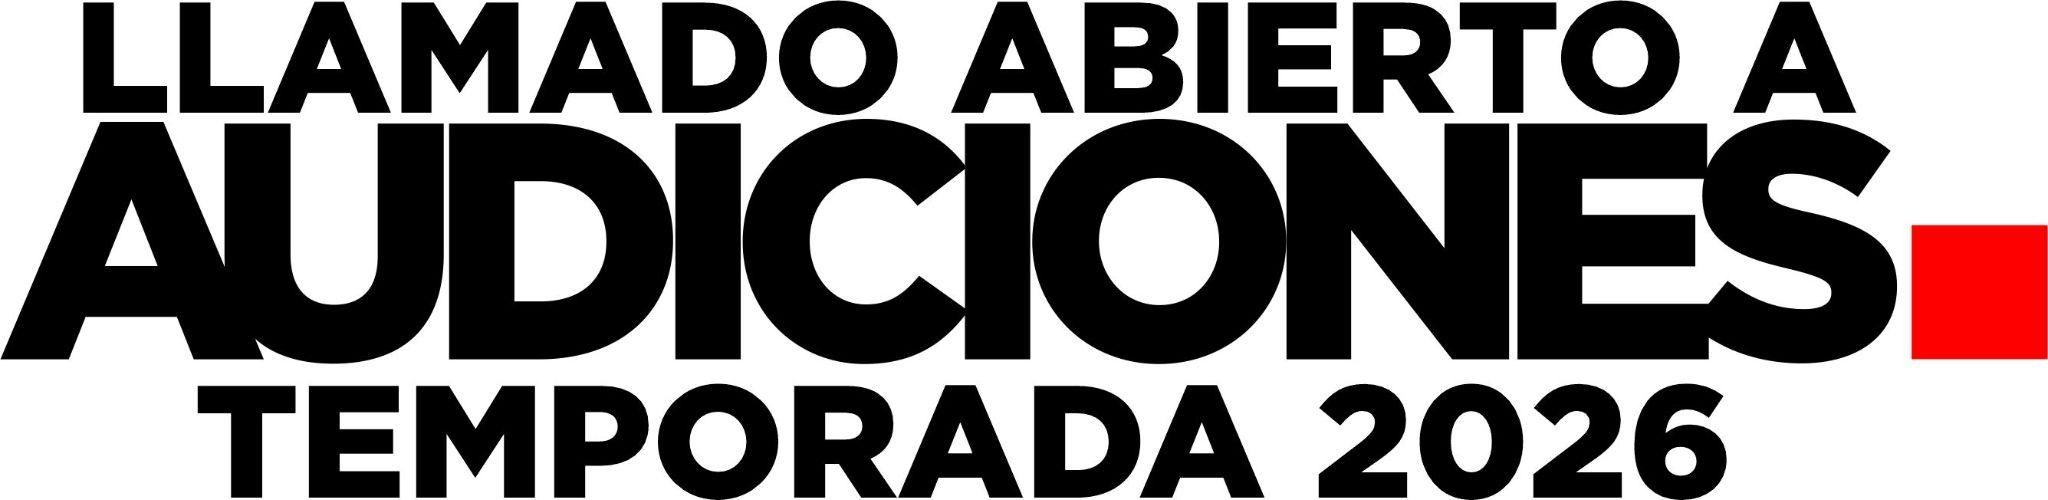 LLAMADO ABIERTO A
AUDICIONES.
TEMPORADA 2026